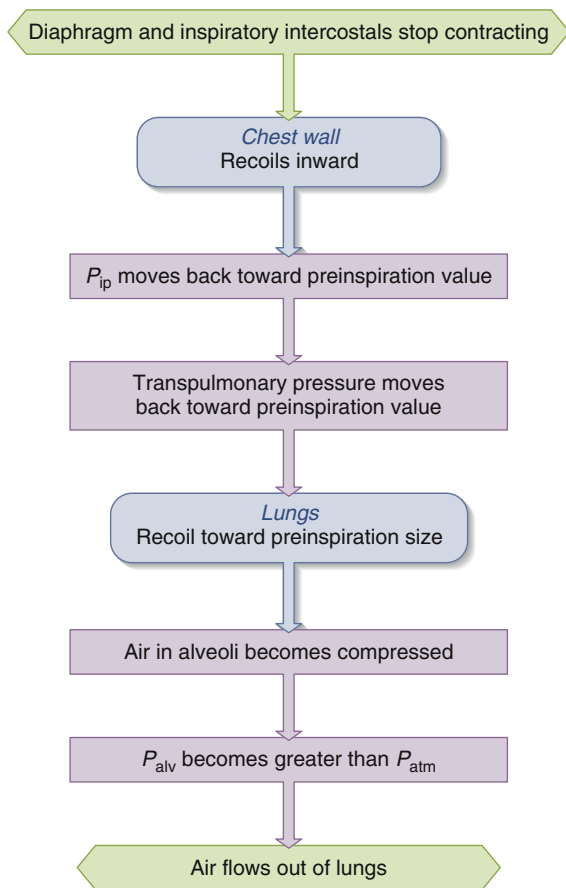 Diaphragm and inspiratory intercostals stop contracting
Chest wall
Recoils inward
Pip moves back toward preinspiration value
Transpulmonary pressure moves
back toward preinspiration value
Lungs
Recoil toward preinspiration size
Air in alveoli becomes compressed
Palv becomes greater than Patm
Air flows out of lungs